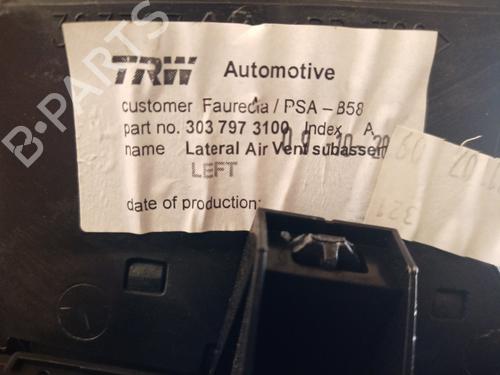 TRW Automotive
customer Faurecia / PSA - B58
part no. 303 797 3100 Index A
name Lateral Air Vent subassem
LEFT
date of production:
B-PARTS